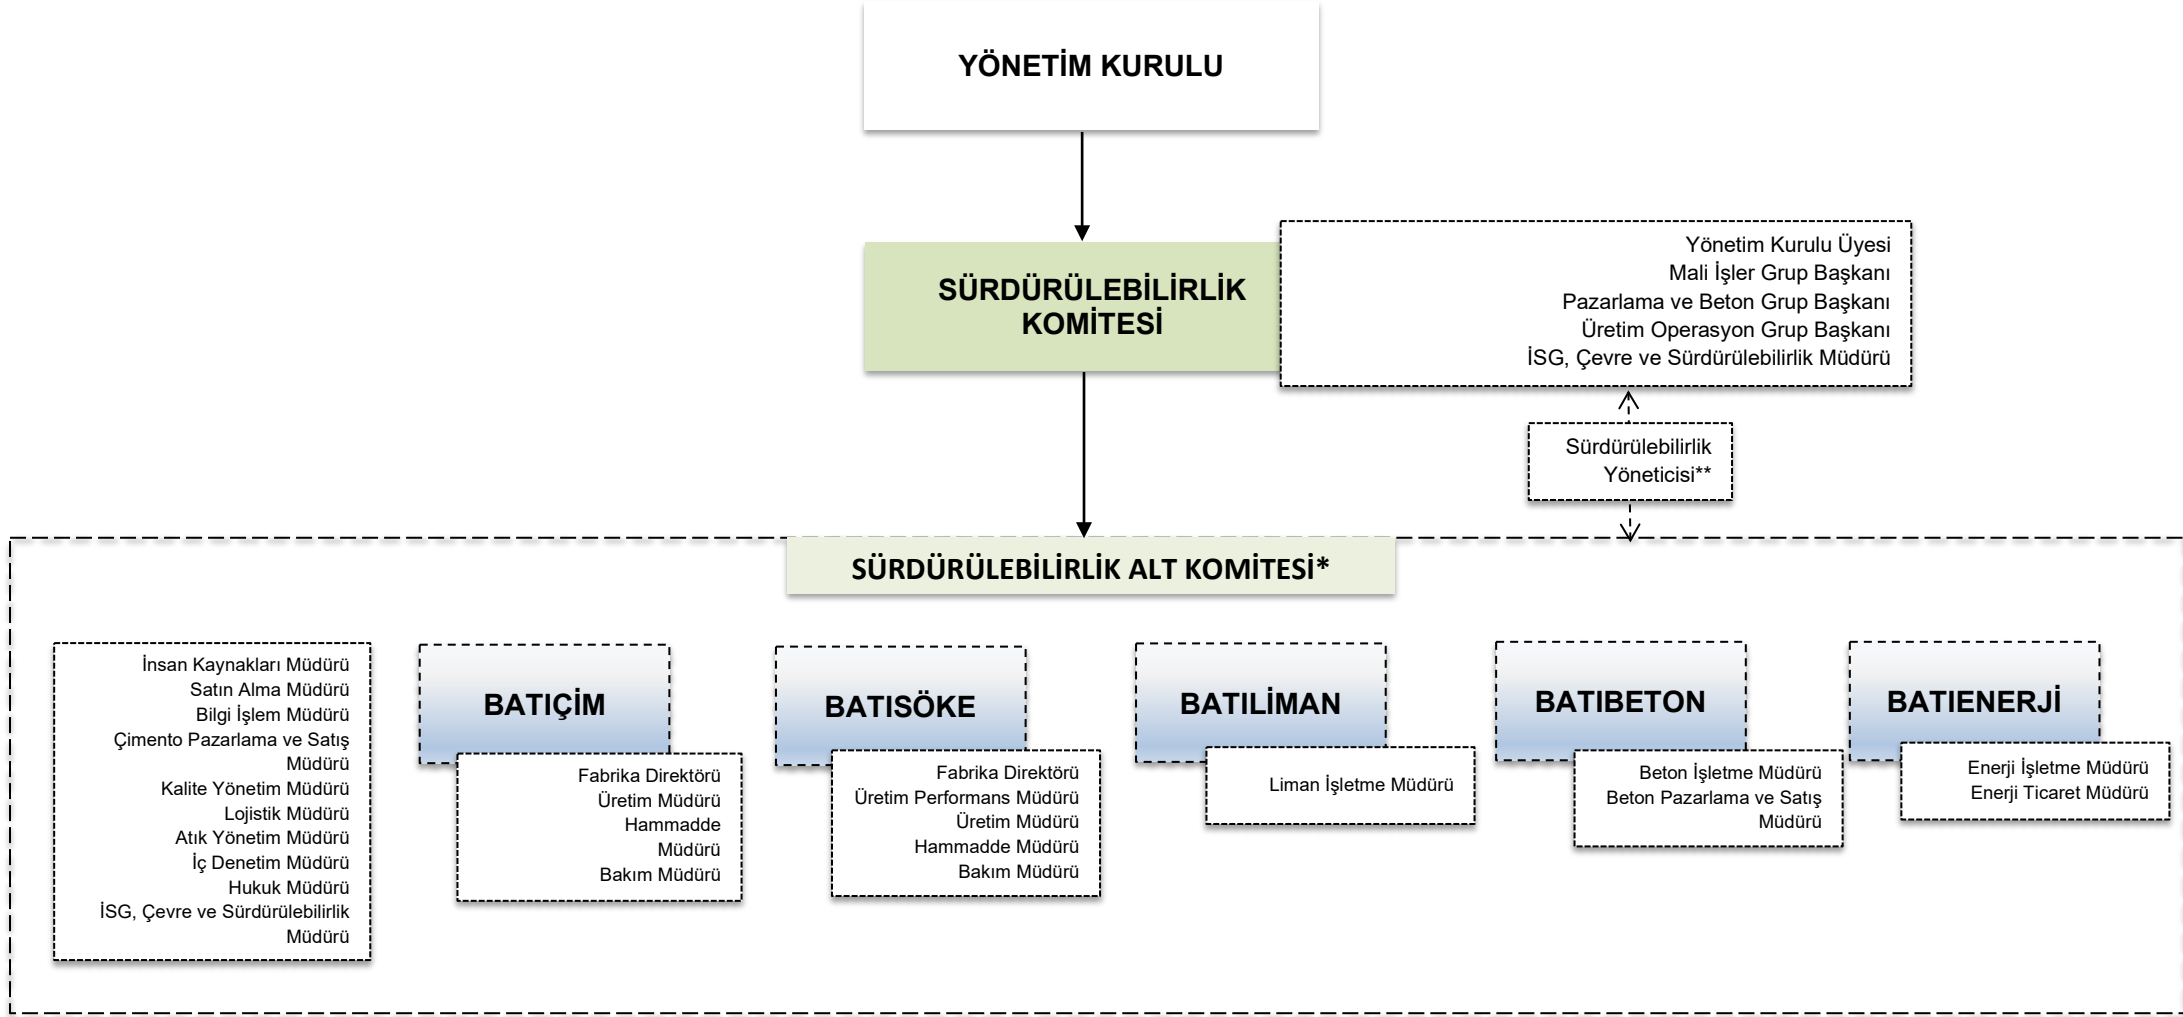 YÖNETİM KURULU
SÜRDÜRÜLEBİLİRLİK
KOMİTESİ
Yönetim Kurulu Üyesi
Mali İşler Grup Başkanı
Pazarlama ve Beton Grup Başkanı
Üretim Operasyon Grup Başkanı
İSG, Çevre ve Sürdürülebilirlik Müdürü
Sürdürülebilirlik
Yöneticisi**
SÜRDÜRÜLEBİLİRLİK ALT KOMİTESİ*
İnsan Kaynakları Müdürü
Satın Alma Müdürü
Bilgi İşlem Müdürü
Çimento Pazarlama ve Satış
Müdürü
Kalite Yönetim Müdürü
Lojistik Müdürü
Atık Yönetim Müdürü
İç Denetim Müdürü
Hukuk Müdürü
İSG, Çevre ve Sürdürülebilirlik
Müdürü
BATIÇİM
Fabrika Direktörü
Üretim Müdürü
Hammadde
Müdürü
Bakım Müdürü
BATISÖKE
Fabrika Direktörü
Üretim Performans Müdürü
Üretim Müdürü
Hammadde Müdürü
Bakım Müdürü
BATILİMAN
Liman İşletme Müdürü
BATIBETON
Beton İşletme Müdürü
Beton Pazarlama ve Satış
Müdürü
BATIENERJİ
Enerji İşletme Müdürü
Enerji Ticaret Müdürü